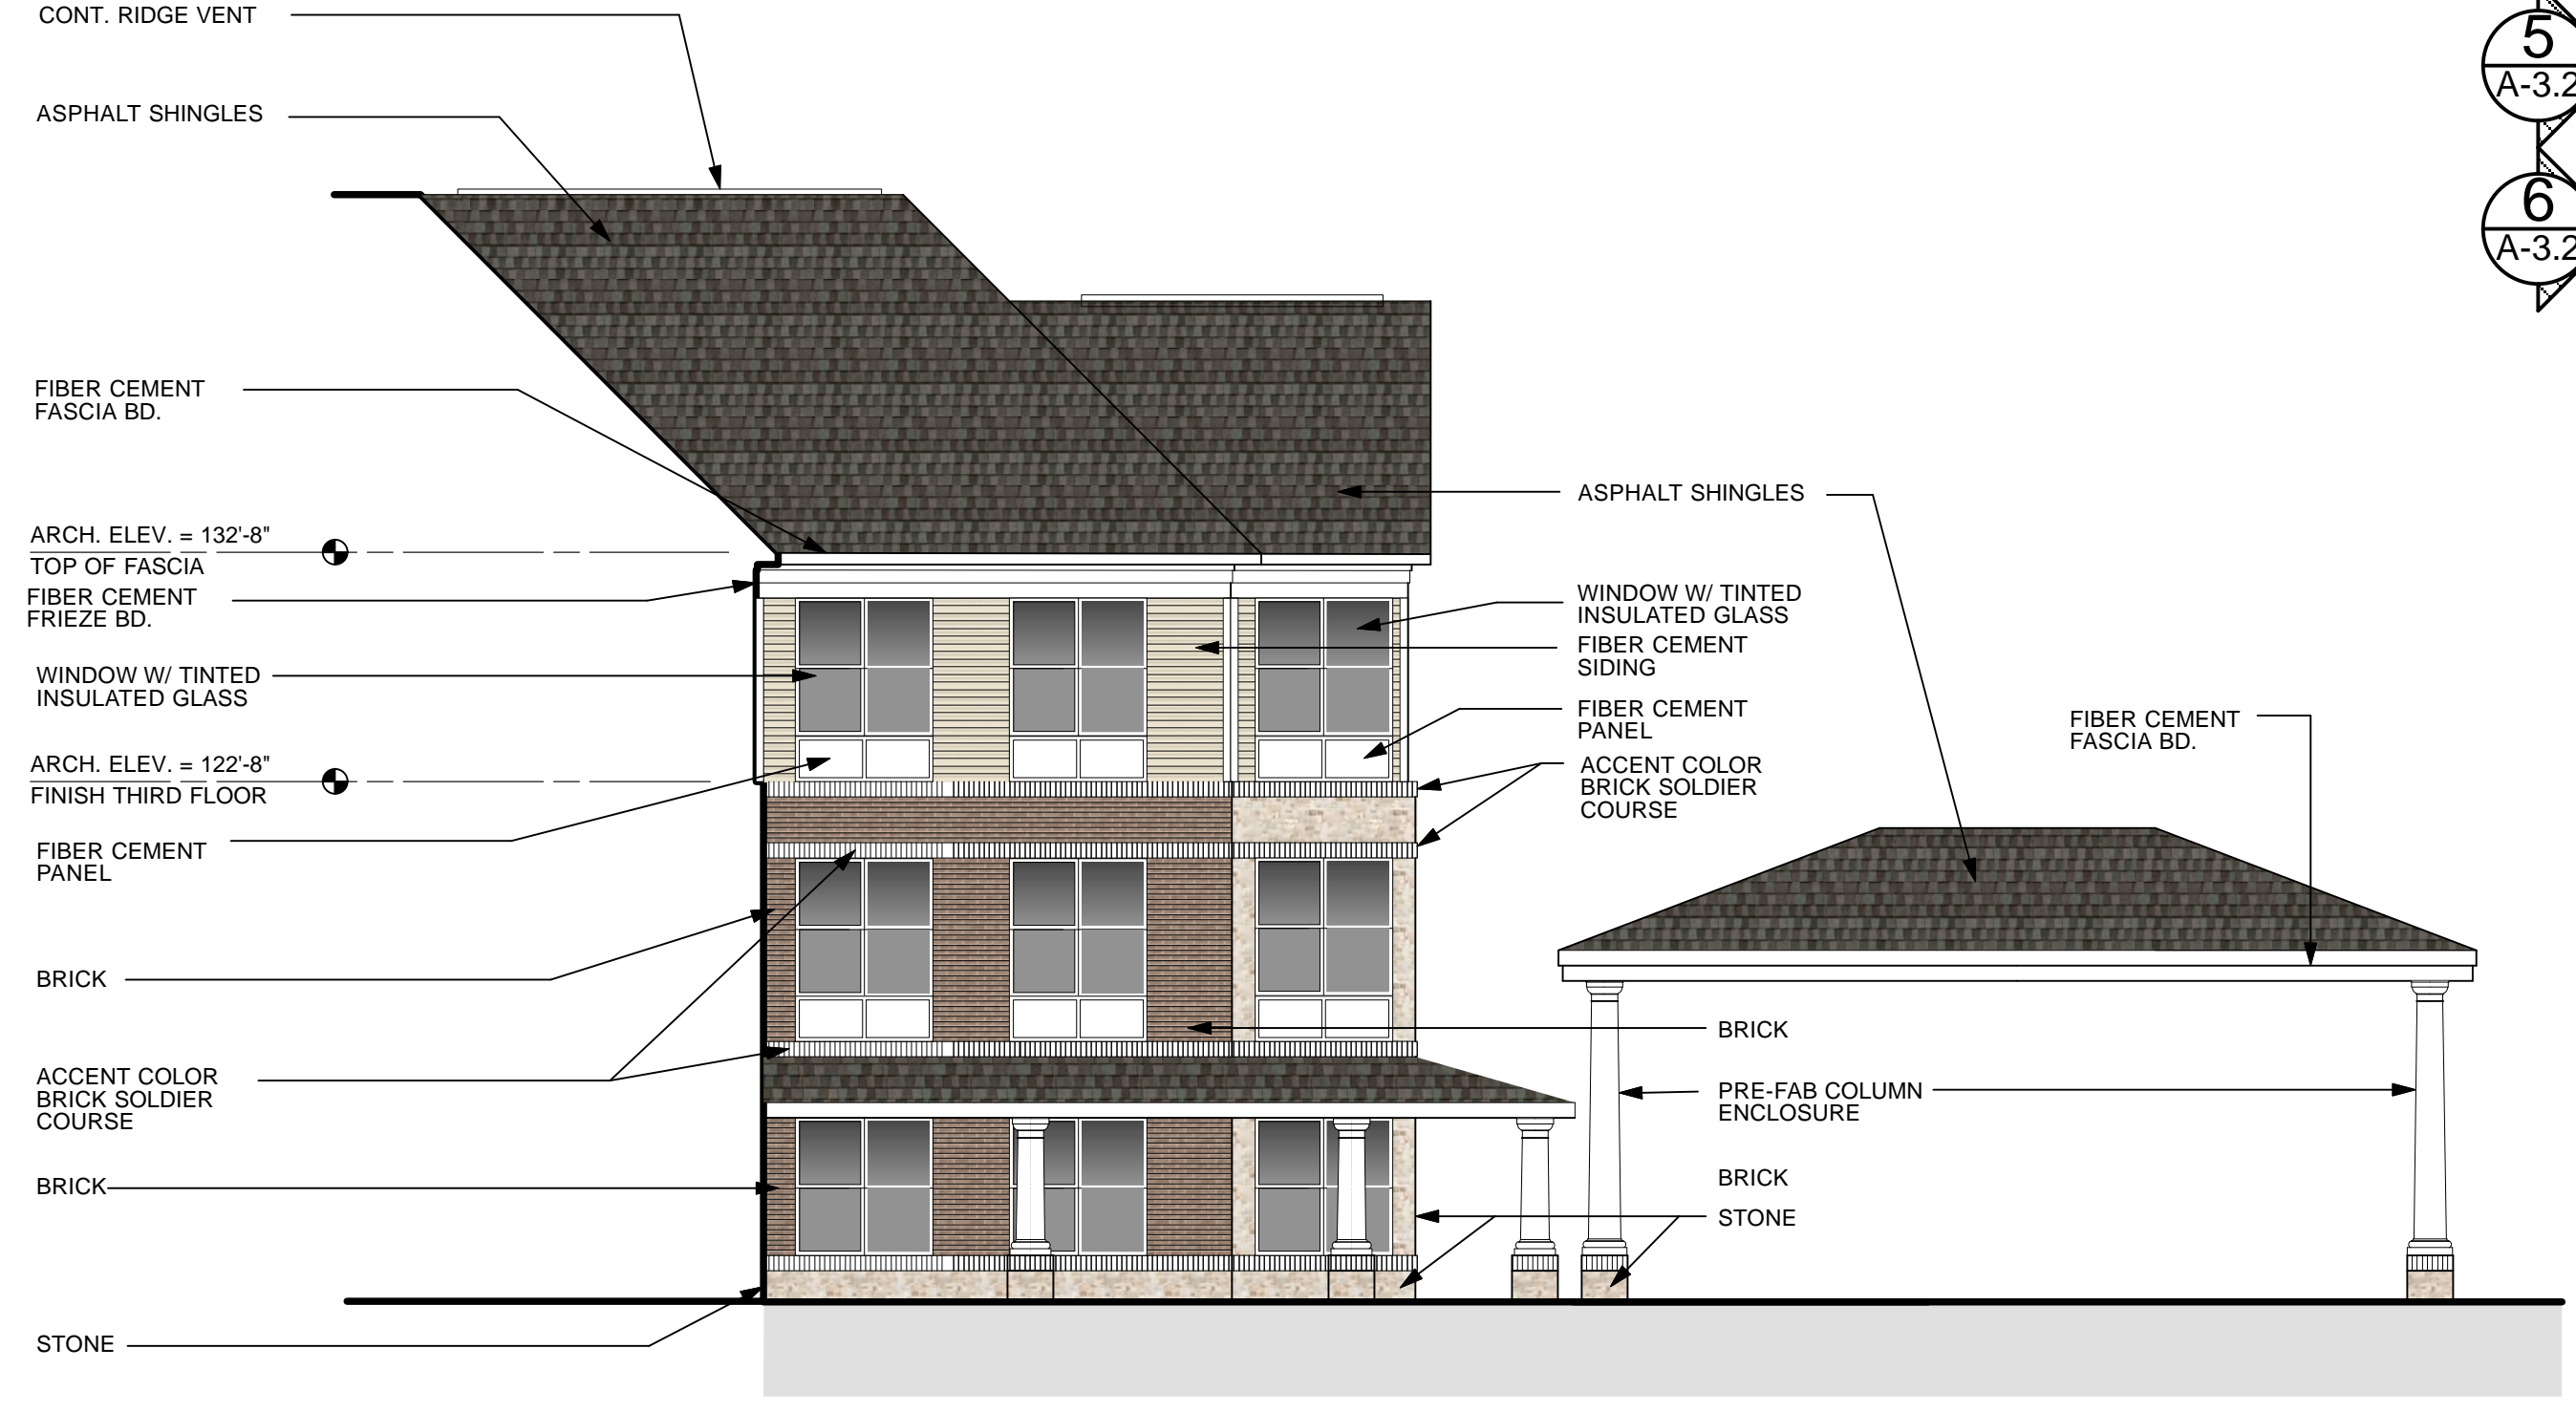 CONT. RIDGE VENT
ASPHALT SHINGLES
FIBER CEMENT
FASCIA BD.
ARCH. ELEV. = 132'-8"
TOP OF FASCIA
FIBER CEMENT
FRIEZE BD.
WINDOW W/ TINTED
INSULATED GLASS
ARCH. ELEV. = 122'-8"
FINISH THIRD FLOOR
FIBER CEMENT
PANEL
BRICK
ACCENT COLOR
BRICK SOLDIER
COURSE
BRICK
STONE
ASPHALT SHINGLES
WINDOW W/ TINTED
INSULATED GLASS
FIBER CEMENT
SIDING
FIBER CEMENT
PANEL
ACCENT COLOR
BRICK SOLDIER
COURSE
BRICK
PRE-FAB COLUMN
ENCLOSURE
BRICK
STONE
FIBER CEMENT
FASCIA BD.
5
A-3.2
6
A-3.2